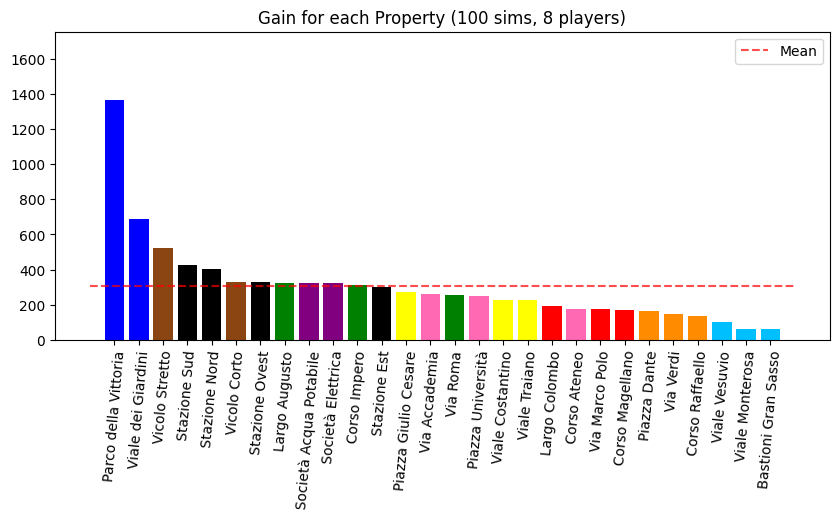 Gain for each Property (100 sims, 8 players)
Mean
1600
1400
1200
1000
800
600
400
200
0
Parco della Vittoria
Viale dei Giardini
Vicolo Stretto
Stazione Sud
Stazione Nord
Vicolo Corto
Stazione Ovest
Largo Augusto
Società Acqua Potabile
Società Elettrica
Corso Impero
Stazione Est
Piazza Giulio Cesare
Via Accademia
Via Roma
Piazza Università
Viale Costantino
Viale Traiano
Largo Colombo
Corso Ateneo
Via Marco Polo
Corso Magellano
Piazza Dante
Via Verdi
Corso Raffaello
Viale Vesuvio
Viale Monterosa
Bastioni Gran Sasso